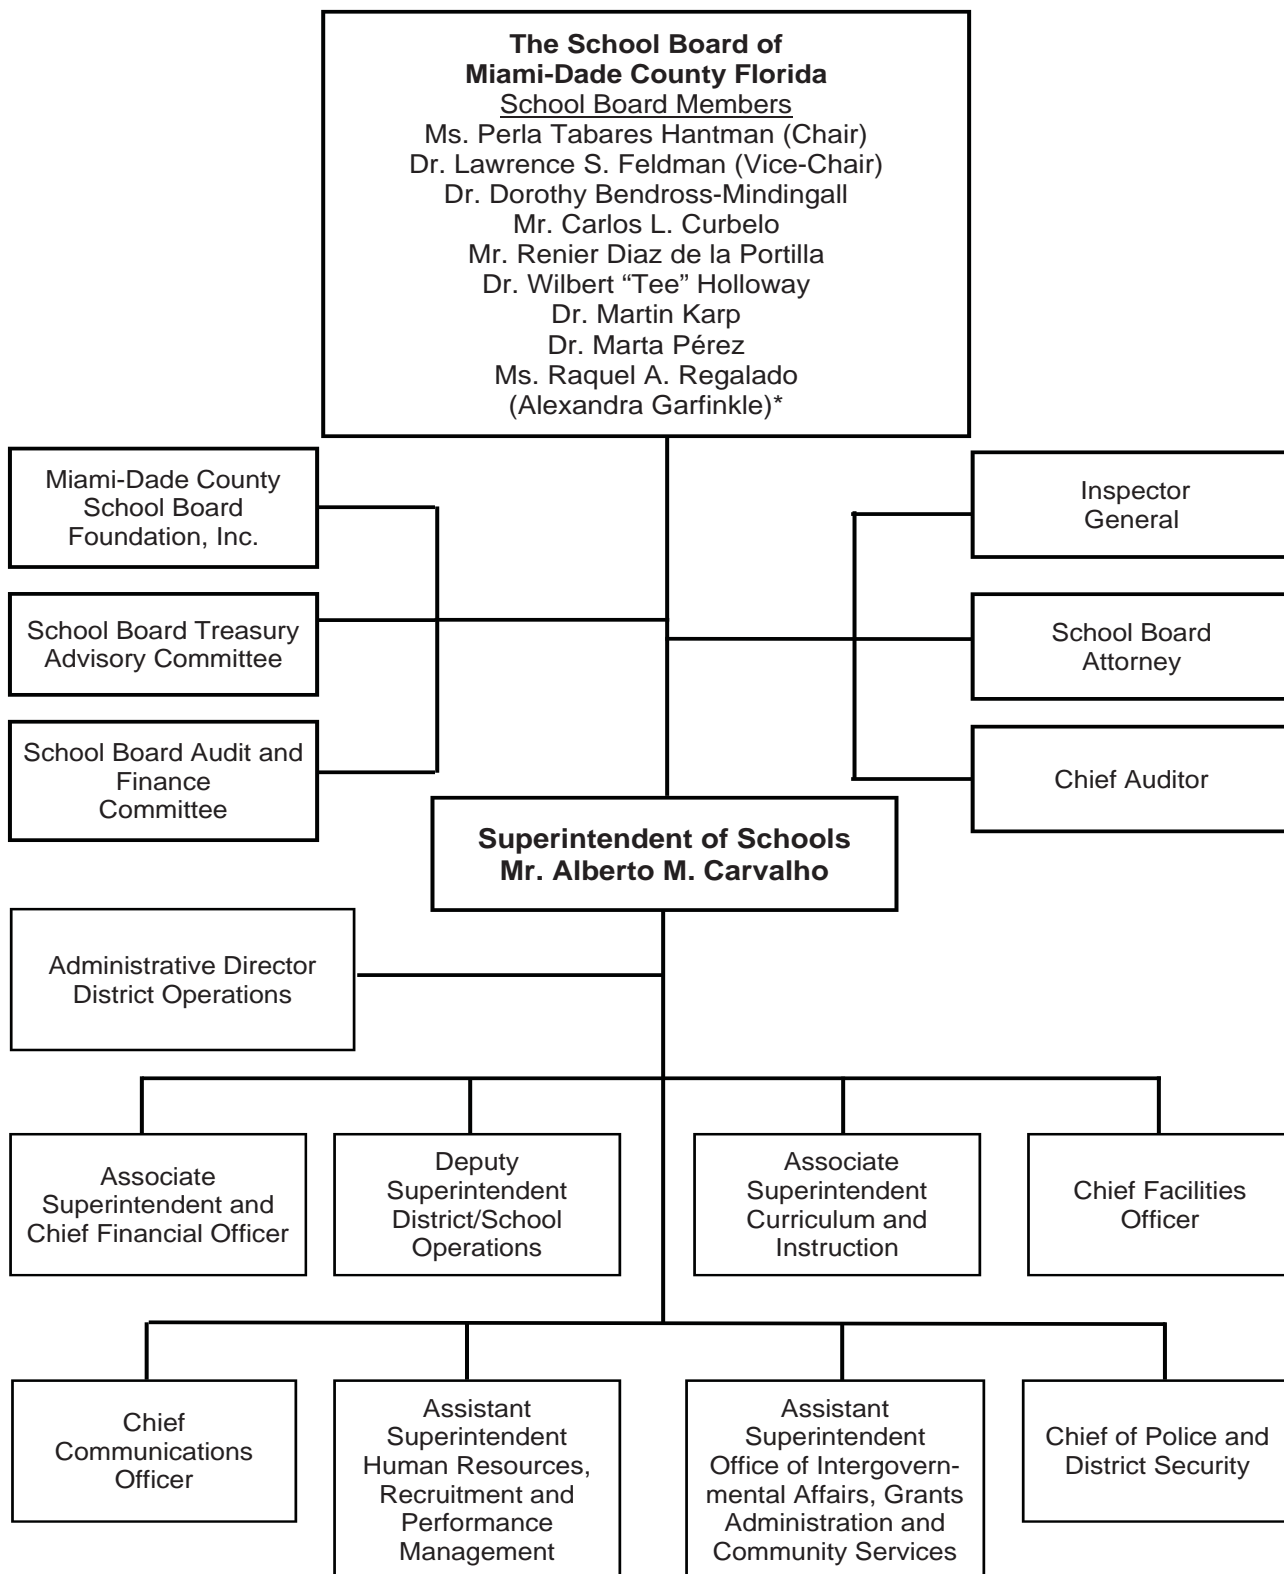 The School Board of
Miami-Dade County Florida
School Board Members
Ms. Perla Tabares Hantman (Chair)
Dr. Lawrence S. Feldman (Vice-Chair)
Dr. Dorothy Bendross-Mindingall
Mr. Carlos L. Curbelo
Mr. Renier Diaz de la Portilla
Dr. Wilbert “Tee” Holloway
Dr. Martin Karp
Dr. Marta Pérez
Ms. Raquel A. Regalado
(Alexandra Garfinkle)*
Miami-Dade County
School Board
Foundation, Inc.
Inspector
General
School Board Treasury
Advisory Committee
School Board
Attorney
School Board Audit and
Finance
Committee
Chief Auditor
Superintendent of Schools
Mr. Alberto M. Carvalho
Administrative Director
District Operations
Associate
Superintendent and
Chief Financial Officer
Deputy
Superintendent
District/School
Operations
Associate
Superintendent
Curriculum and
Instruction
Chief Facilities
Officer
Chief
Communications
Officer
Assistant
Superintendent
Human Resources,
Recruitment and
Performance
Management
Assistant
Superintendent
Office of Intergovern-
mental Affairs, Grants
Administration and
Community Services
Chief of Police and
District Security